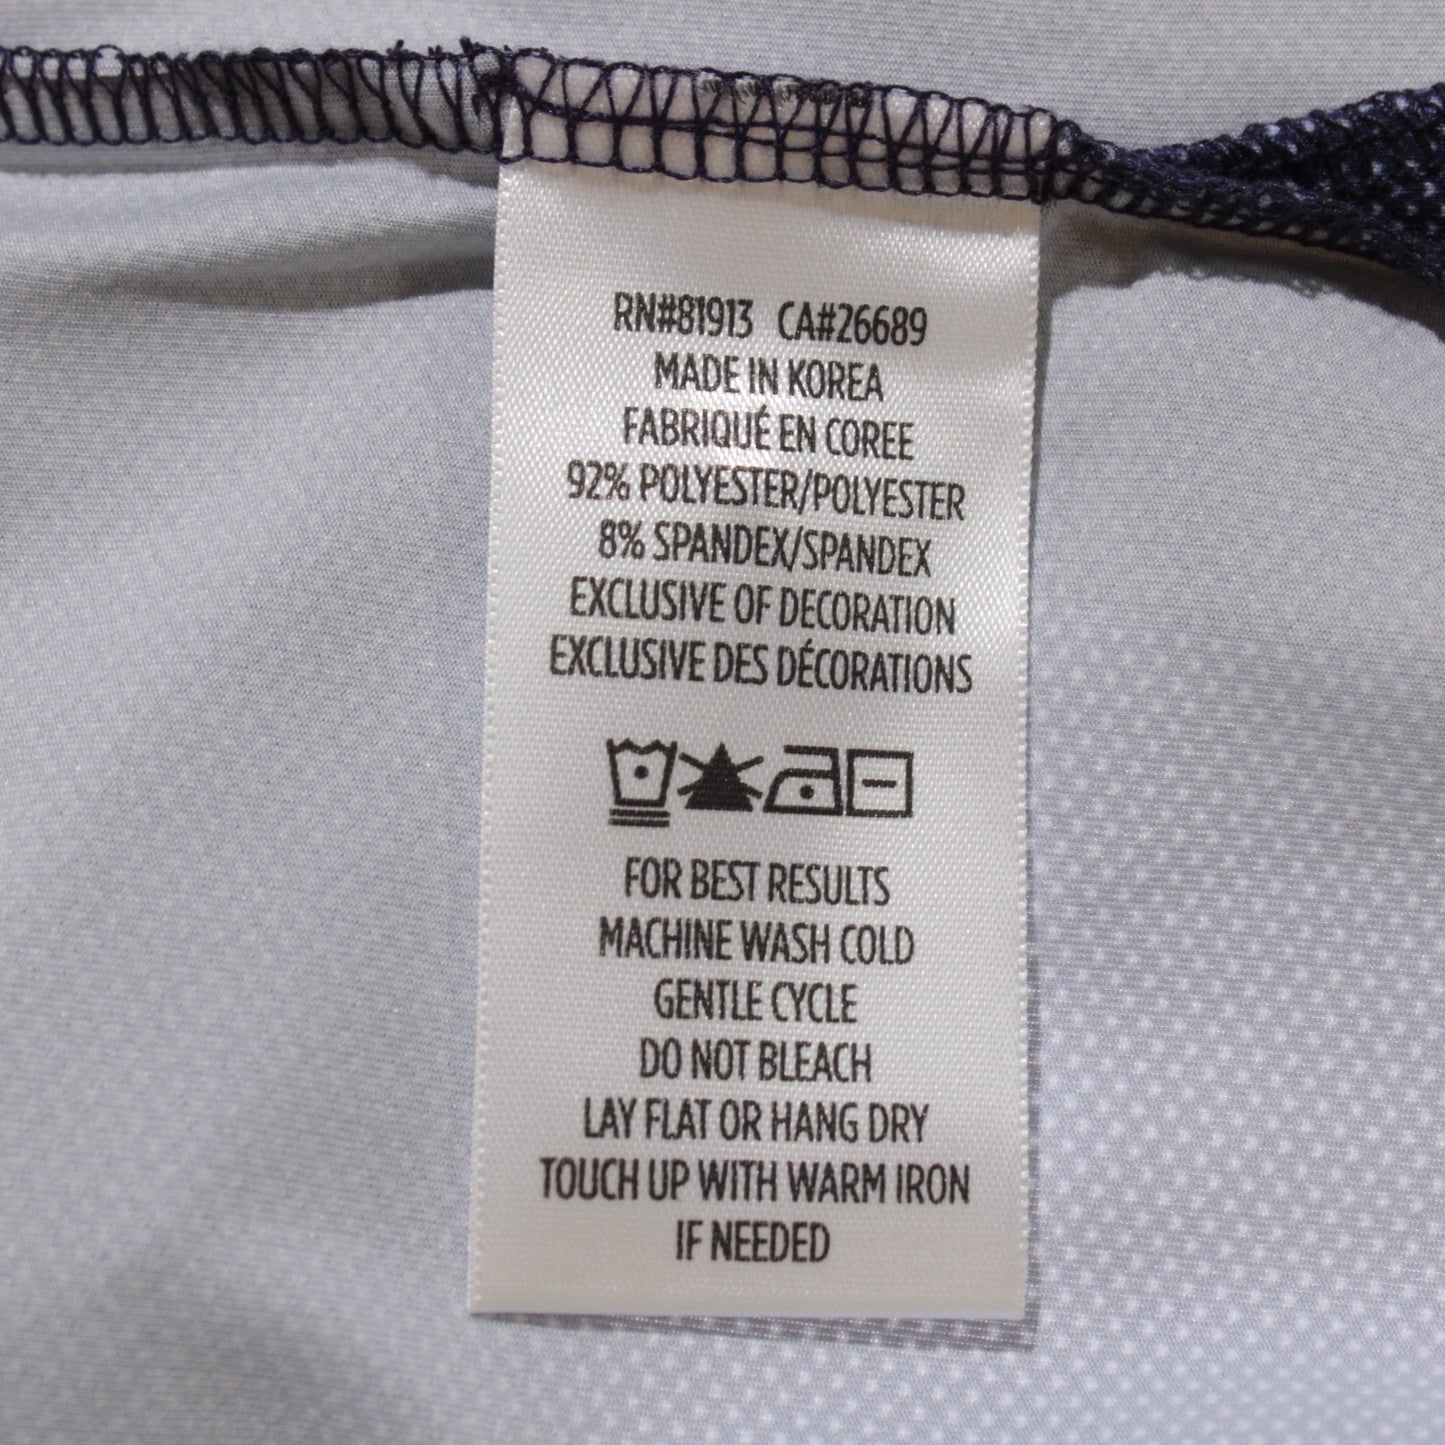 RN#81913 CA#26689
MADE IN KOREA
FABRIQUÉ EN COREE
92% POLYESTER/POLYESTER
8% SPANDEX/SPANDEX
EXCLUSIVE OF DECORATION
EXCLUSIVE DES DÉCORATIONS
FOR BEST RESULTS
MACHINE WASH COLD
GENTLE CYCLE
DO NOT BLEACH
LAY FLAT OR HANG DRY
TOUCH UP WITH WARM IRON
IF NEEDED